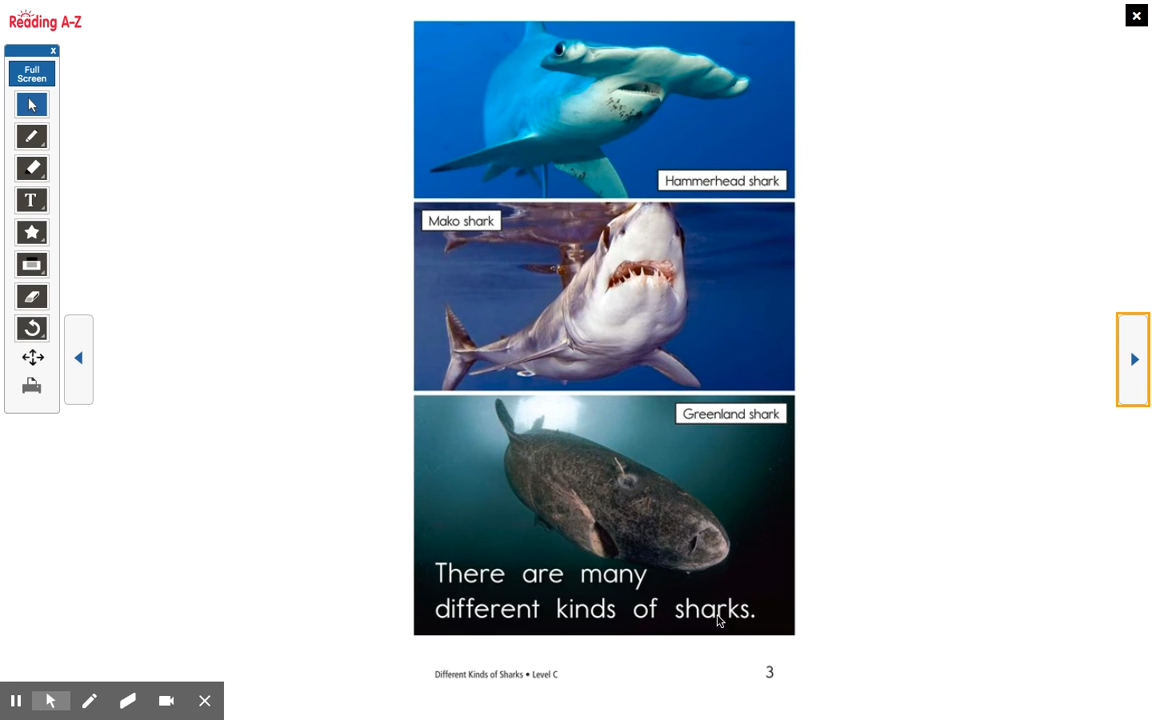 Reading A-Z
x
Full
Screen
T
Hammerhead shark
Mako shark
Greenland shark
There are many
different kinds of sharks.
Different Kinds of Sharks • Level C
3